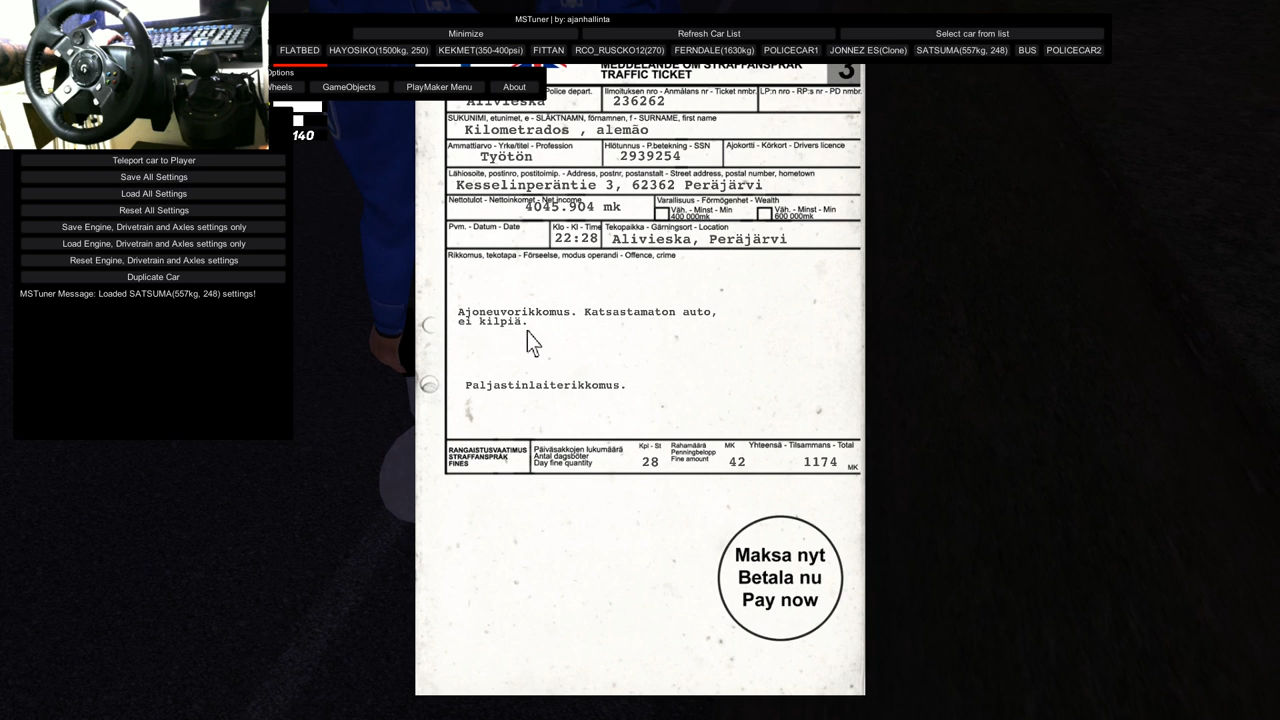 MSTuner | by: ajanhallinta
Minimize
Refresh Car List
Select car from list
FLATBED
HAYOSIKO(1500kg, 250)
KEKMET(350-400psi)
FITTAN
RCO_RUSCKO12(270)
FERNDALE(1630kg)
POLICECAR1
JONNEZ ES(Clone)
SATSUMA(557kg, 248)
BUS
POLICECAR2
Options
Wheels
GameObjects
PlayMaker Menu
About
140
Teleport car to Player
Save All Settings
Load All Settings
Reset All Settings
Save Engine, Drivetrain and Axles settings only
Load Engine, Drivetrain and Axles settings only
Reset Engine, Drivetrain and Axles settings
Duplicate Car
MSTuner Message: Loaded SATSUMA(557kg, 248) settings!
MEDDELANDE OM STRAFFANSPRÅK
TRAFFIC TICKET
3
Police depart.
Alivieska
Ilmoituksen nro - Anmälans nr - Ticket nmbr.
236262
LP:n nro - RP:s nr - PD nmbr.
SUKUNIMI, etunimet, e - SLÄKTNAMN, förnamnen, f - SURNAME, first name
Kilometrados , alemão
Ammattiarvo - Yrke/titel - Profession
Työtön
Hlötunnus - P.betekning - SSN
2939254
Ajokortti - Körkort - Drivers licence
Lähiosoite, postinro, postitoimip. - Address, postnr, postanstalt - Street address, postal number, hometown
Kesselinperäntie 3, 62362 Peräjärvi
Nettotulot - Nettoinkomet - Net income
4045.904 mk
Varallisuus - Förmögenhet - Wealth
Väh. - Minst - Min
400 000mk
Väh. - Minst - Min
600 000mk
Pvm. - Datum - Date
Klo - Kl - Time
22:28
Tekopaikka - Gärningsort - Location
Alivieska, Peräjärvi
Rikkomus, tekotapa - Förseelse, modus operandi - Offence, crime
Ajoneuvorikkomus. Katsastamaton auto,
ei kilpiä.
Paljastinlaiterikkomus.
RANGAISTUSVAATIMUS
STRAFFANSPRÅK
FINES
Päiväsakkojen lukumäärä
Antal dagsböter
Day fine quantity
Kpl - St
28
Rahamäärä
Penningbelopp
Fine amount
MK
42
Yhteensä - Tilsammans - Total
1174
MK
Maksa nyt
Betala nu
Pay now